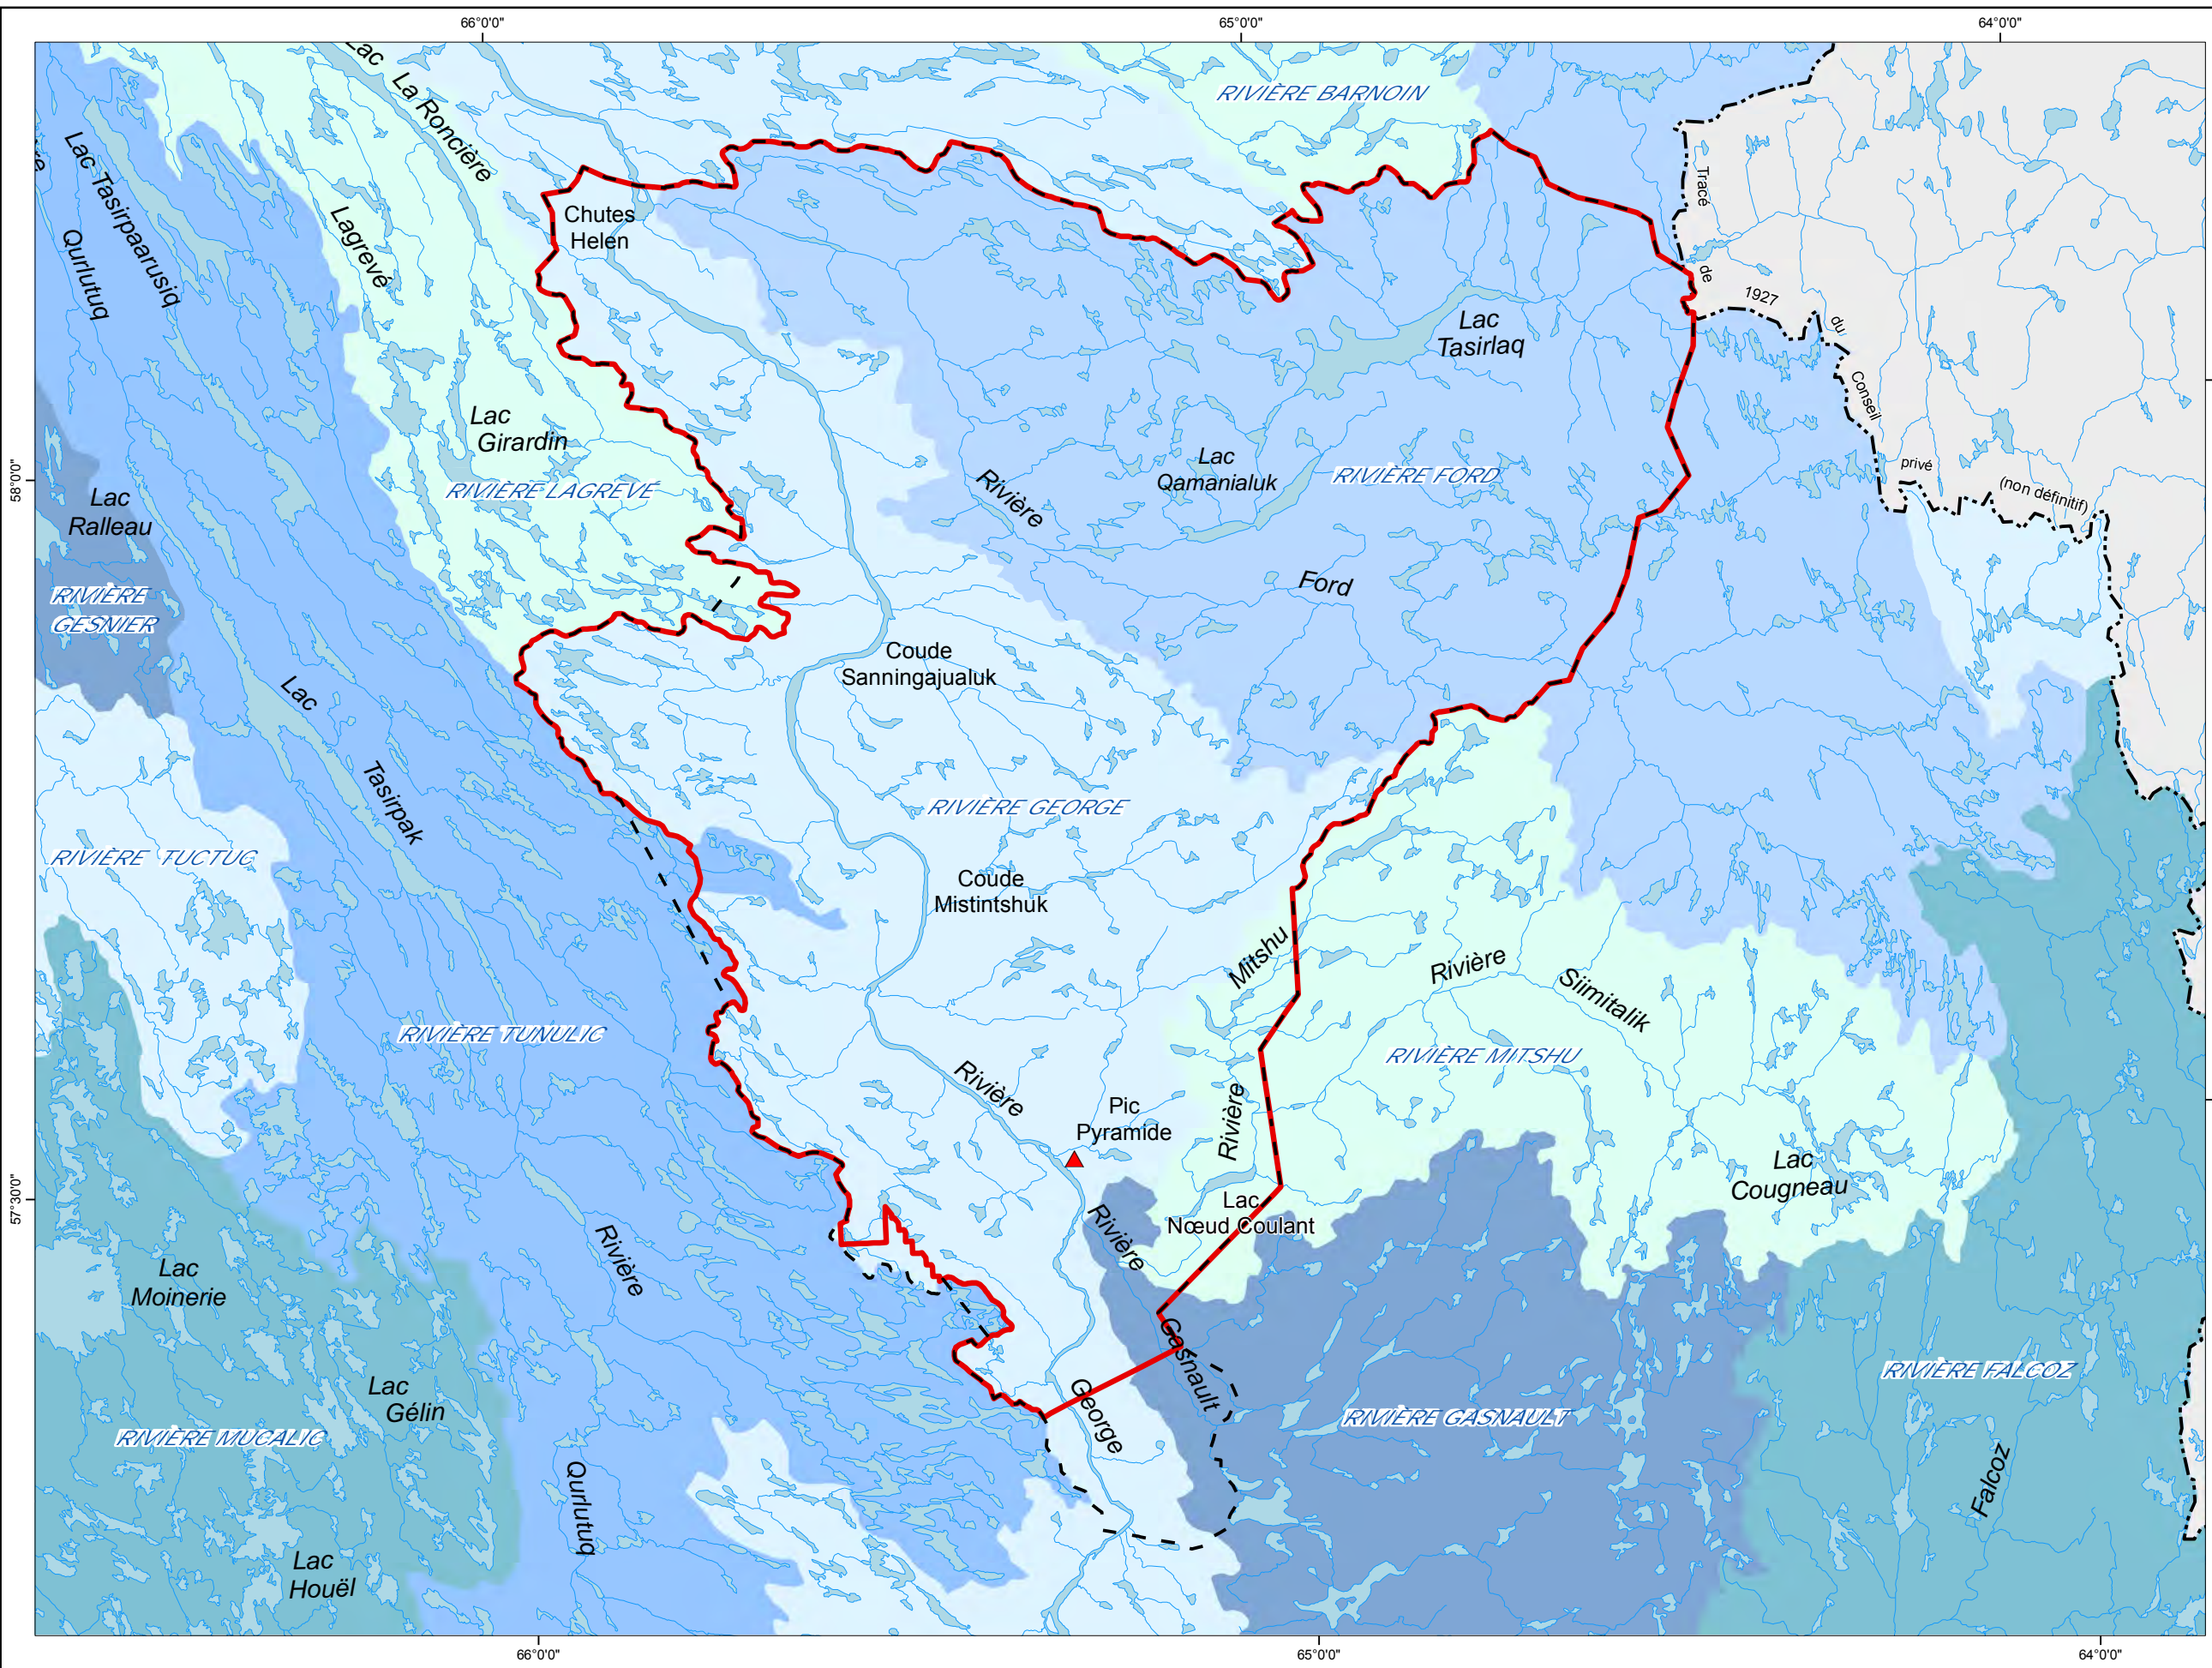 66°0'0"
65°0'0"
64°0'0"
Lac La Roncière
RIVIÈRE BARNOIN
Lac Tasirpaarusiq
Qurlutuq
Lagrevé
Chutes
Helen
Tracé
de
1927
du
Conseil
privé
(non définitif)
Lac
Tasirlaq
Lac
Girardin
RIVIÈRE LAGREVÉ
58°0'0"
Lac
Ralleau
Lac
Qamanialuk
RIVIÈRE FORD
Rivière
Ford
RIVIÈRE
GESNIER
Coude
Sanningajualuk
Lac
Tasirpak
RIVIÈRE GEORGE
RIVIÈRE TUCTUC
Coude
Mistintshuk
Mitshu
Rivière
Siimitalik
RIVIÈRE TUNULIC
RIVIÈRE MITSHU
Rivière
Pic
Pyramide
Rivière
Lac
Cougneau
57°30'0"
Lac
Nœud Coulant
Rivière
Rivière
Lac
Moinerie
Gasnault
Lac
Gélin
George
RIVIÈRE FALCOZ
RIVIÈRE GASNAULT
RIVIÈRE MUCALIC
Qurlutuq
Falcoz
Lac
Houël
66°0'0"
65°0'0"
64°0'0"